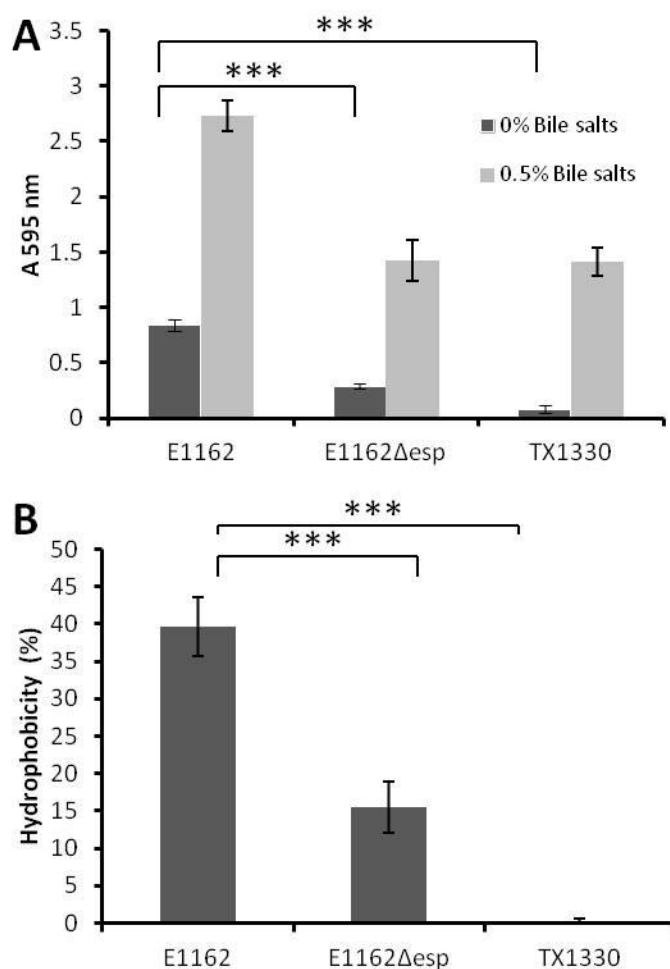 A
3.5
3
2.5
2
1.5
1
0.5
0
A 595 nm
***
***
0% Bile salts
0.5% Bile salts
E1162
E1162Δesp
TX1330
B
50
45
40
35
30
25
20
15
10
5
0
Hydrophobicity (%)
***
***
E1162
E1162Δesp
TX1330